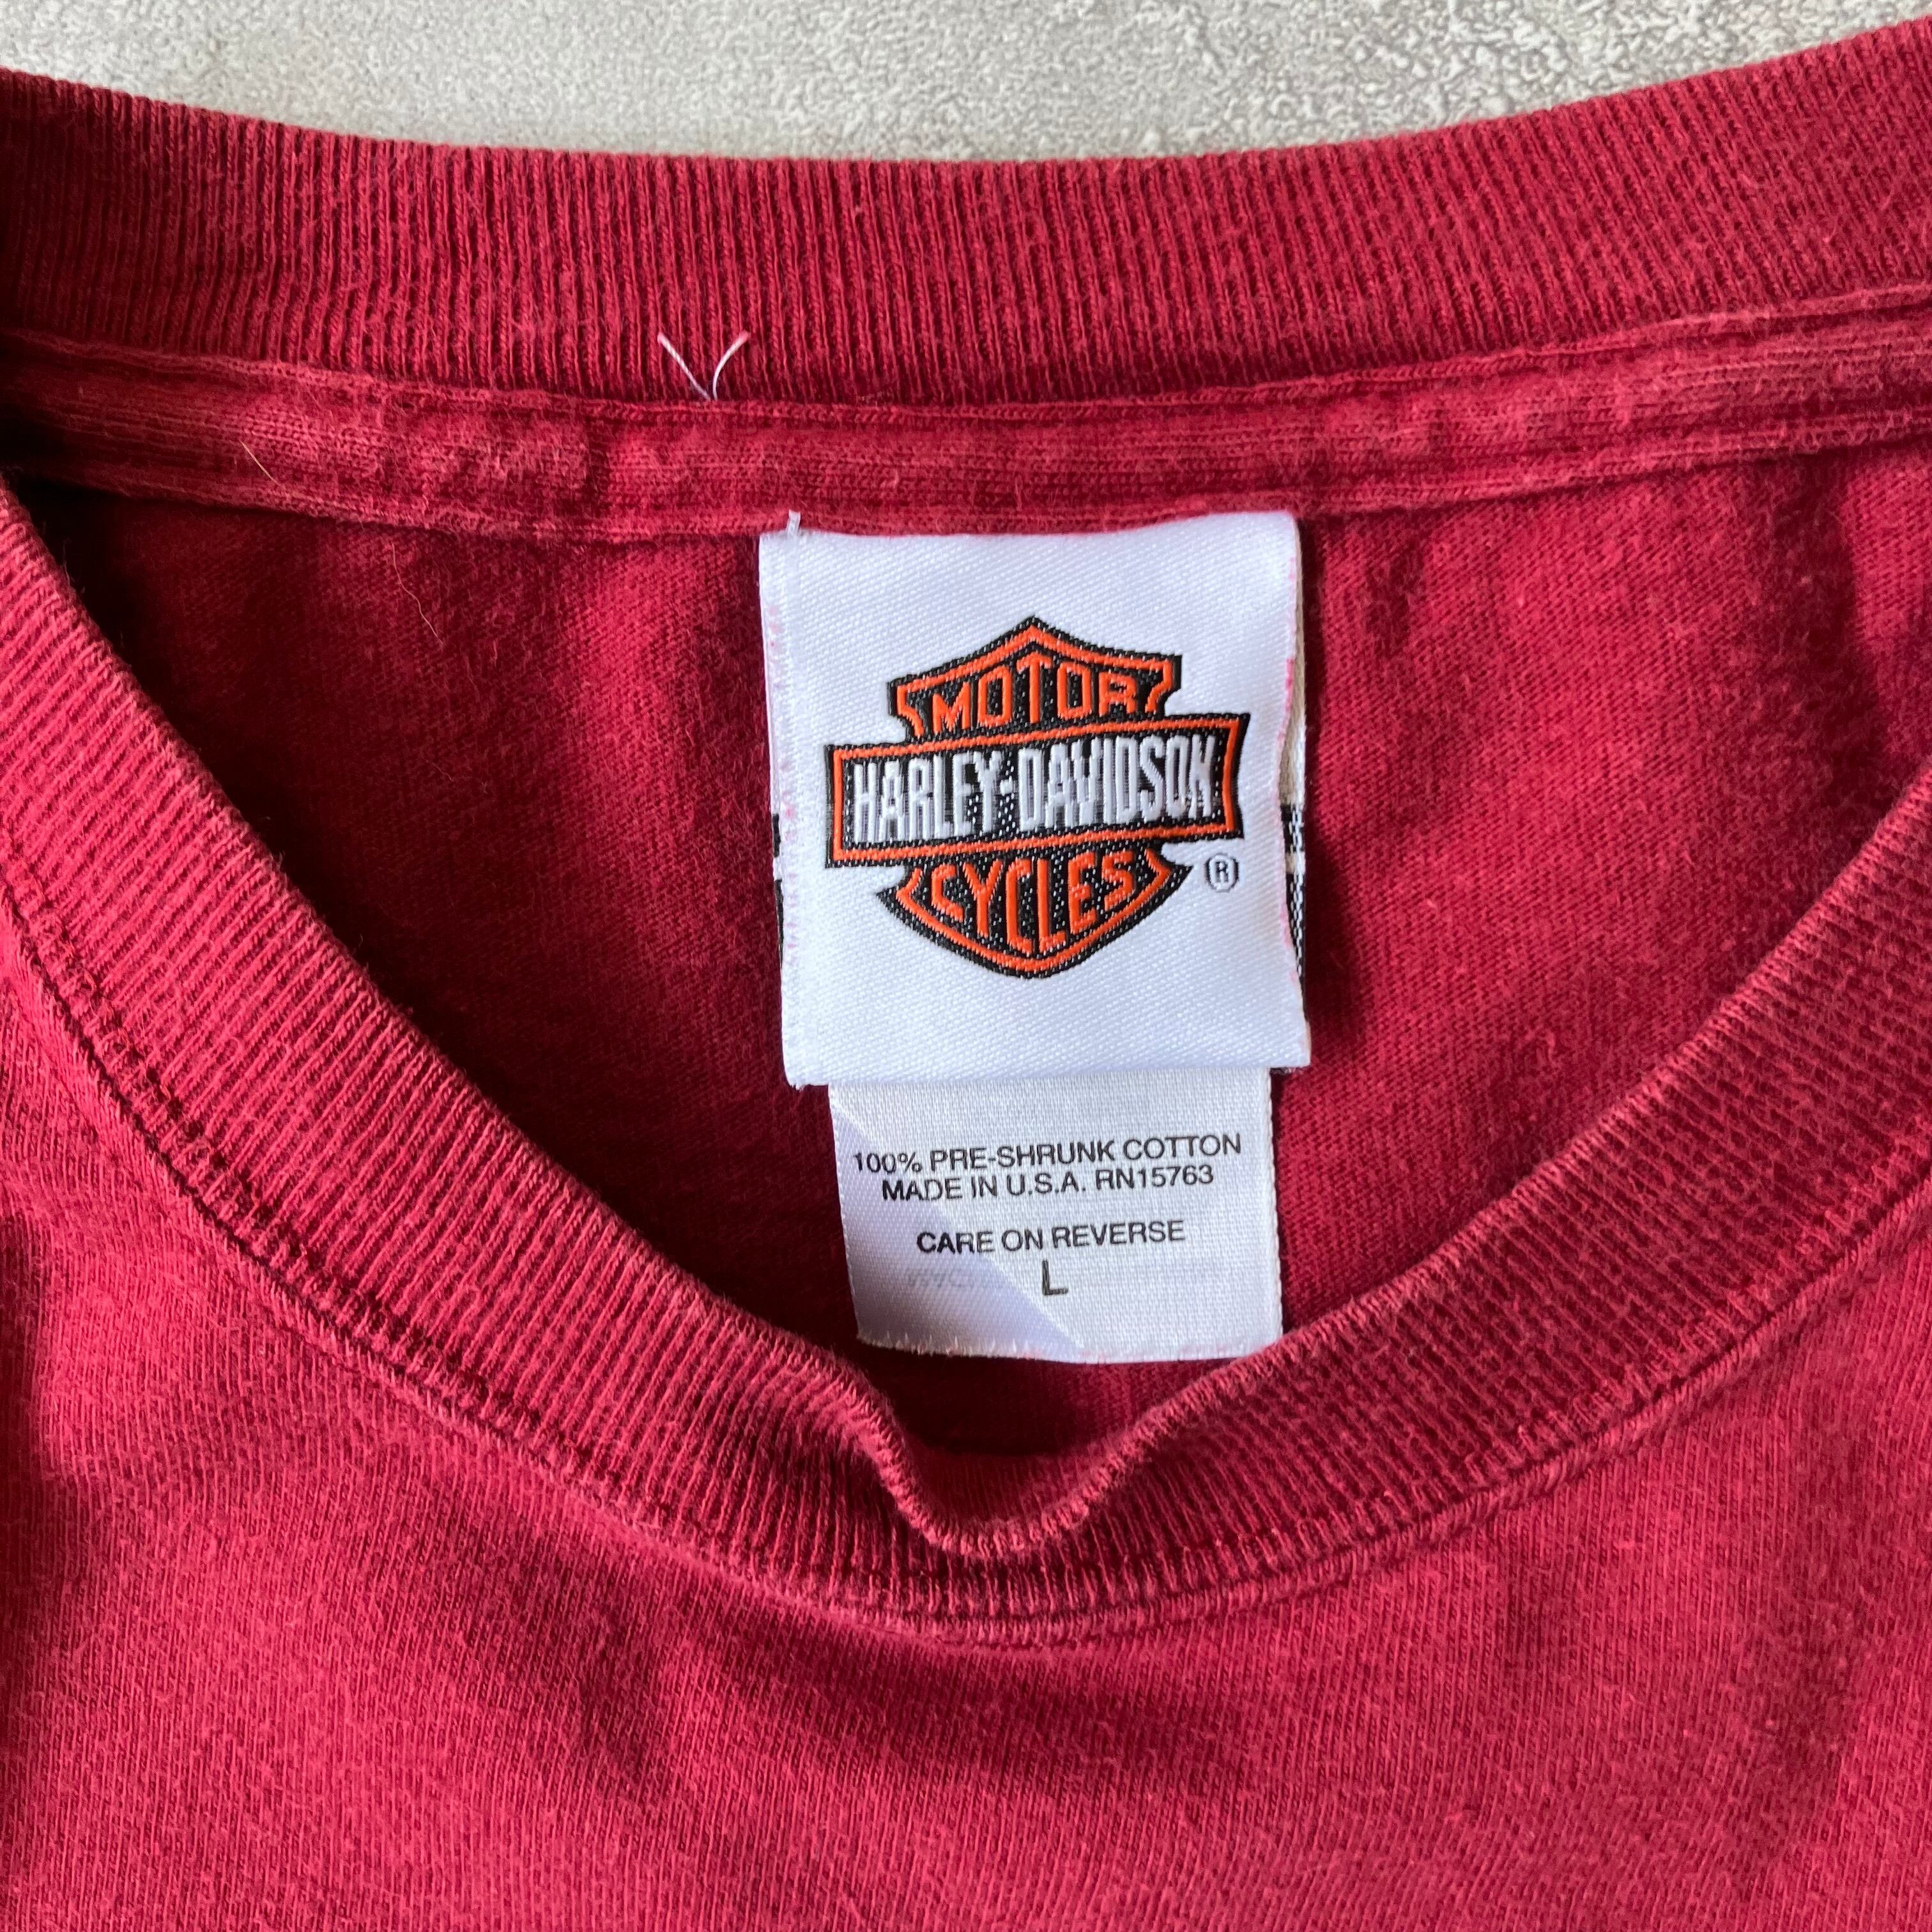 MOTOR
HARLEY-DAVIDSON
CYCLES ®
100% PRE-SHRUNK COTTON
MADE IN U.S.A. RN15763
CARE ON REVERSE
L